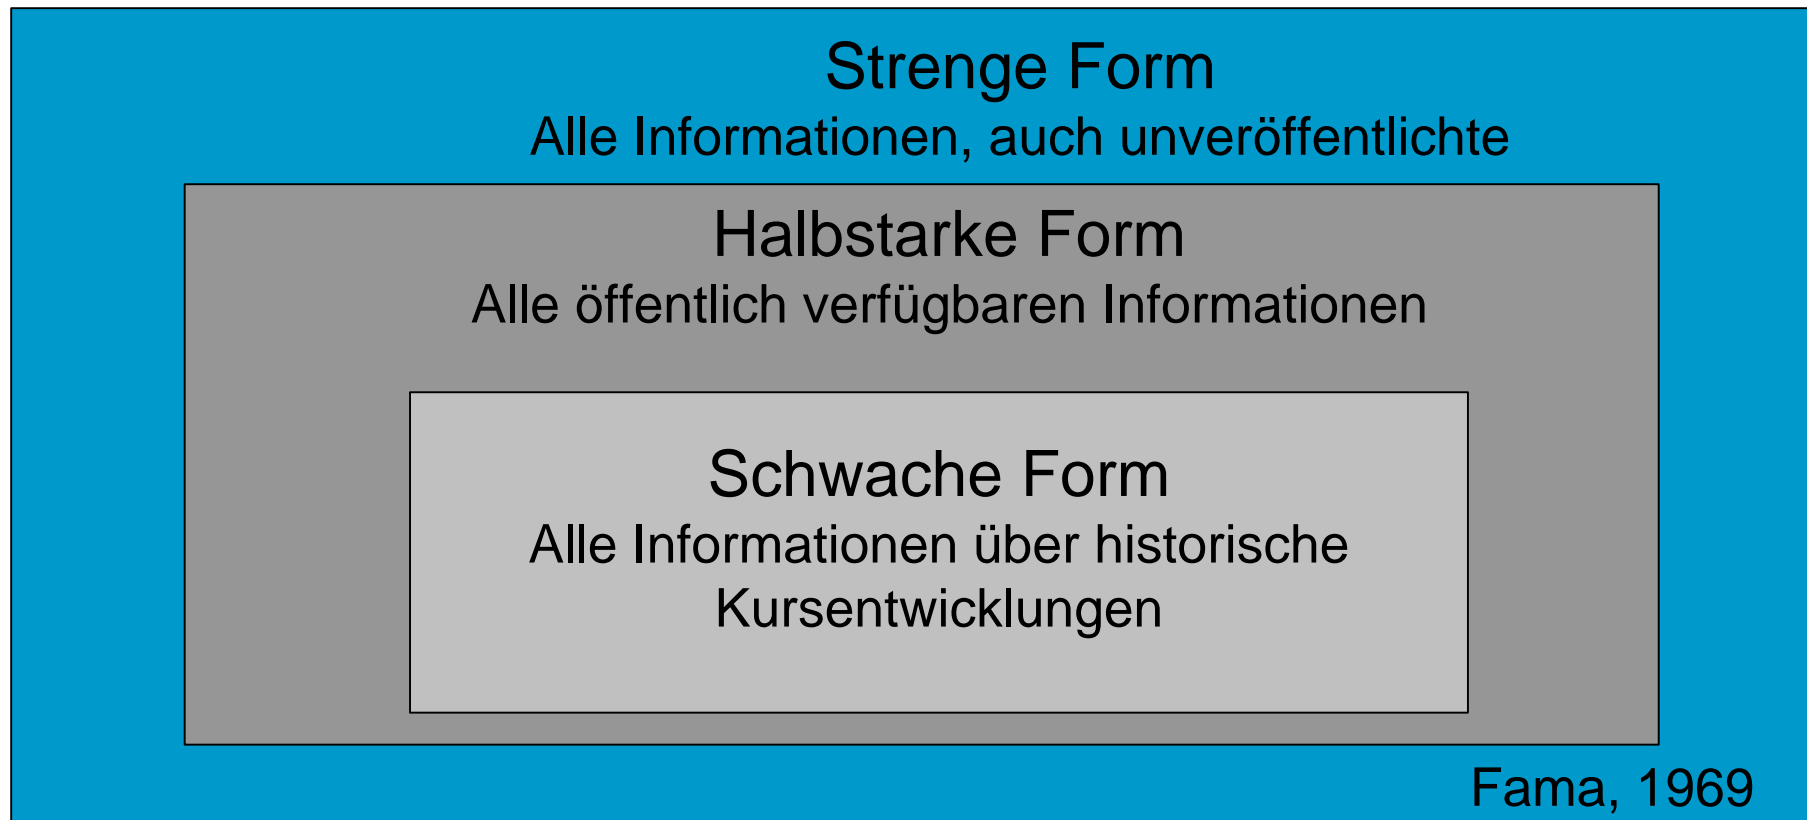 Strenge Form
Alle Informationen, auch unveröffentlichte
Halbstarke Form
Alle öffentlich verfügbaren Informationen
Schwache Form
Alle Informationen über historische
Kursentwicklungen
Fama, 1969